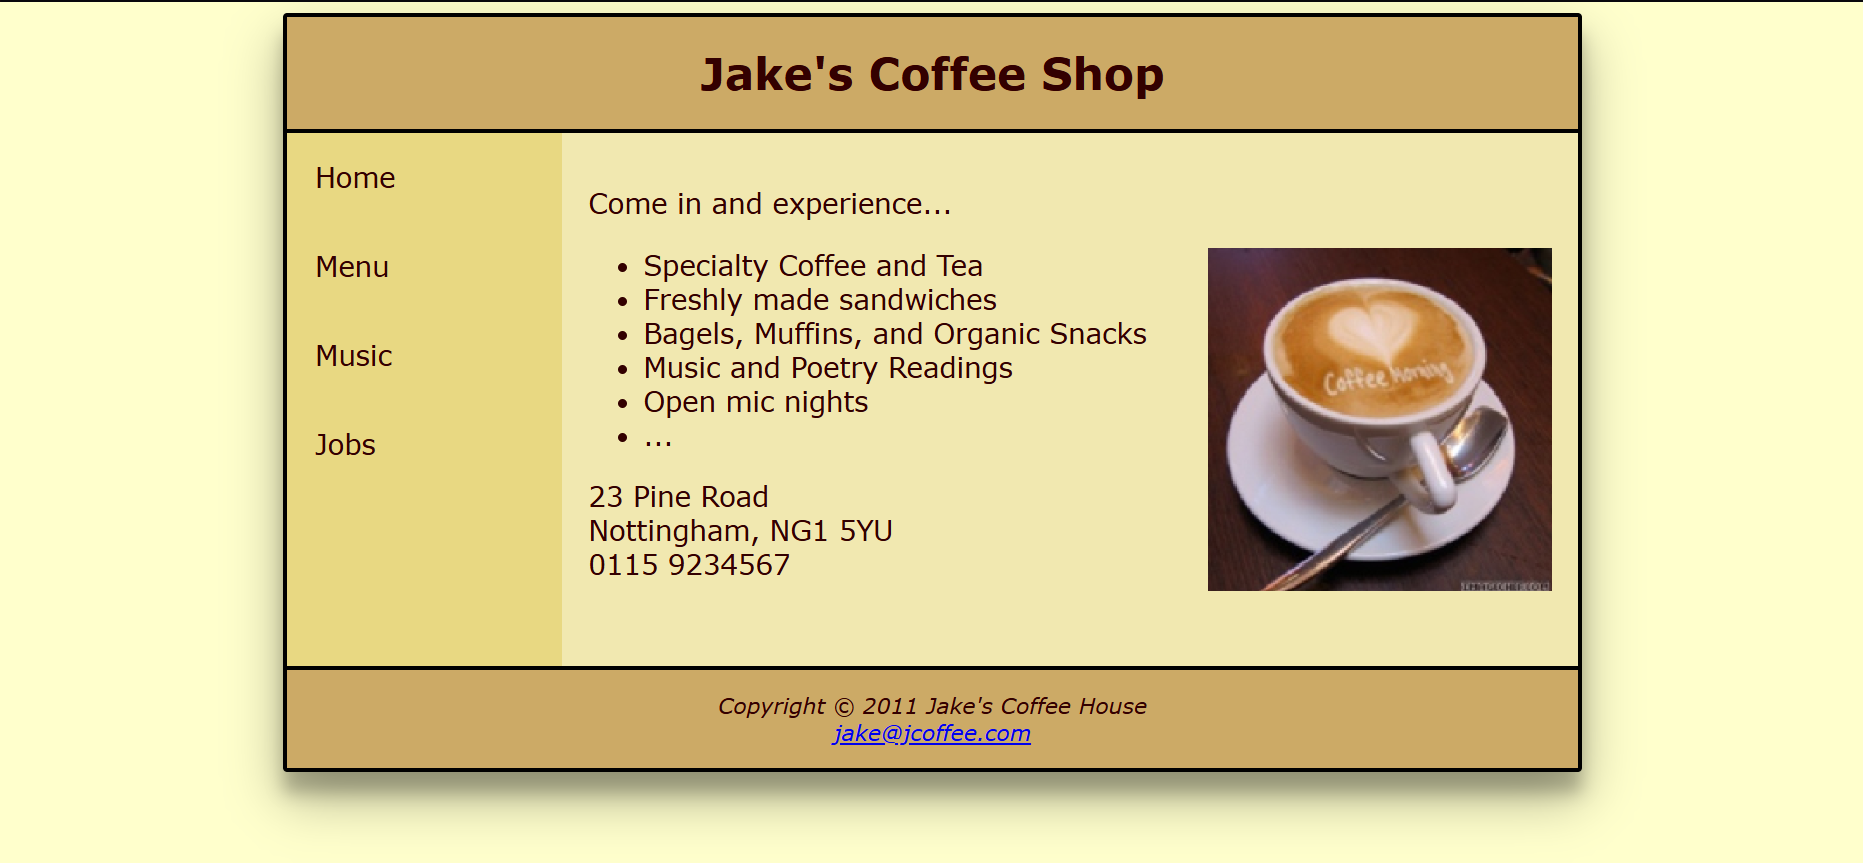 Jake's Coffee Shop
Home
Menu
Music
Jobs
Come in and experience...
Specialty Coffee and Tea
Freshly made sandwiches
Bagels, Muffins, and Organic Snacks
Music and Poetry Readings
Open mic nights
...
23 Pine Road
Nottingham, NG1 5YU
0115 9234567
Coffee Morning
Copyright © 2011 Jake's Coffee House
jake@jcoffee.com